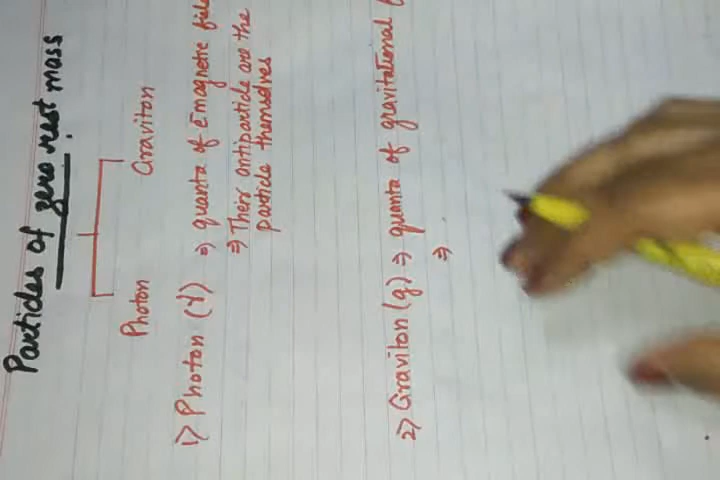 Particles of zero rest mass
Photon Graviton
1) Photon (γ) ⇒ quanta of Emagnetic
⇒ Their antiparticle are the
particle themselves
2) Graviton (g) ⇒ quanta of gravitational
⇒